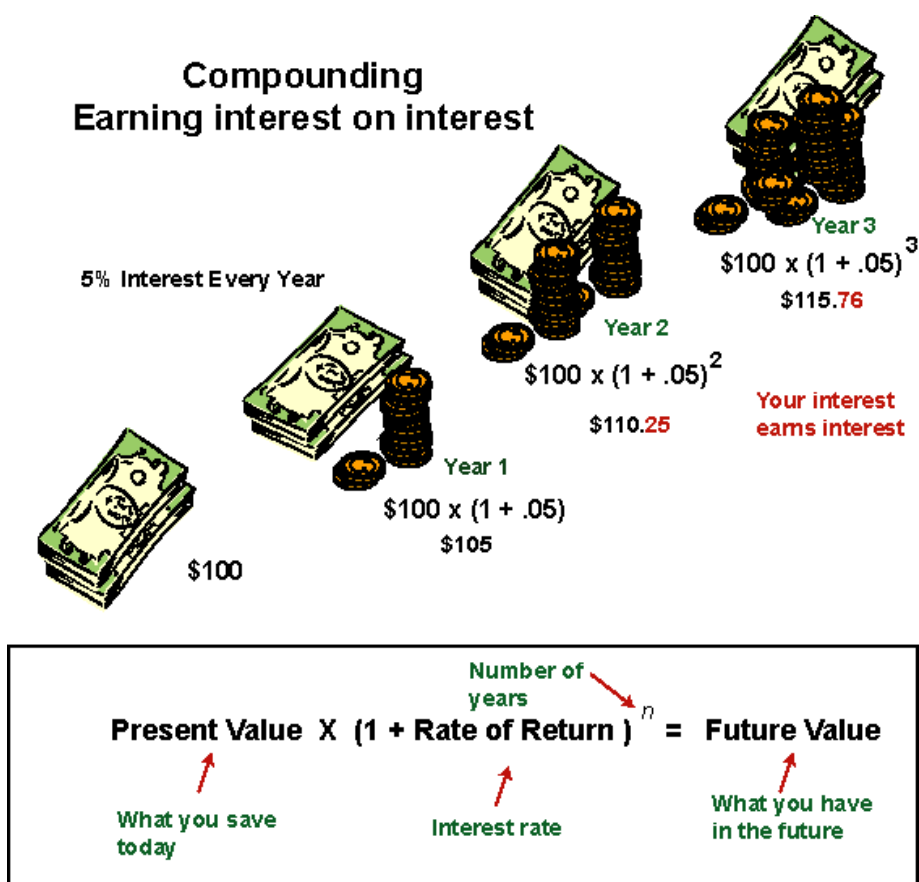 Compounding
Earning interest on interest
5% Interest Every Year
$100
Year 1
$100 x (1 + .05)
$105
Year 2
$100 x (1 + .05)2
$110.25
Year 3
$100 x (1 + .05)3
$115.76
Your interest
earns interest
Number of
years
Present Value X (1 + Rate of Return )n = Future Value
What you save
today
Interest rate
What you have
in the future